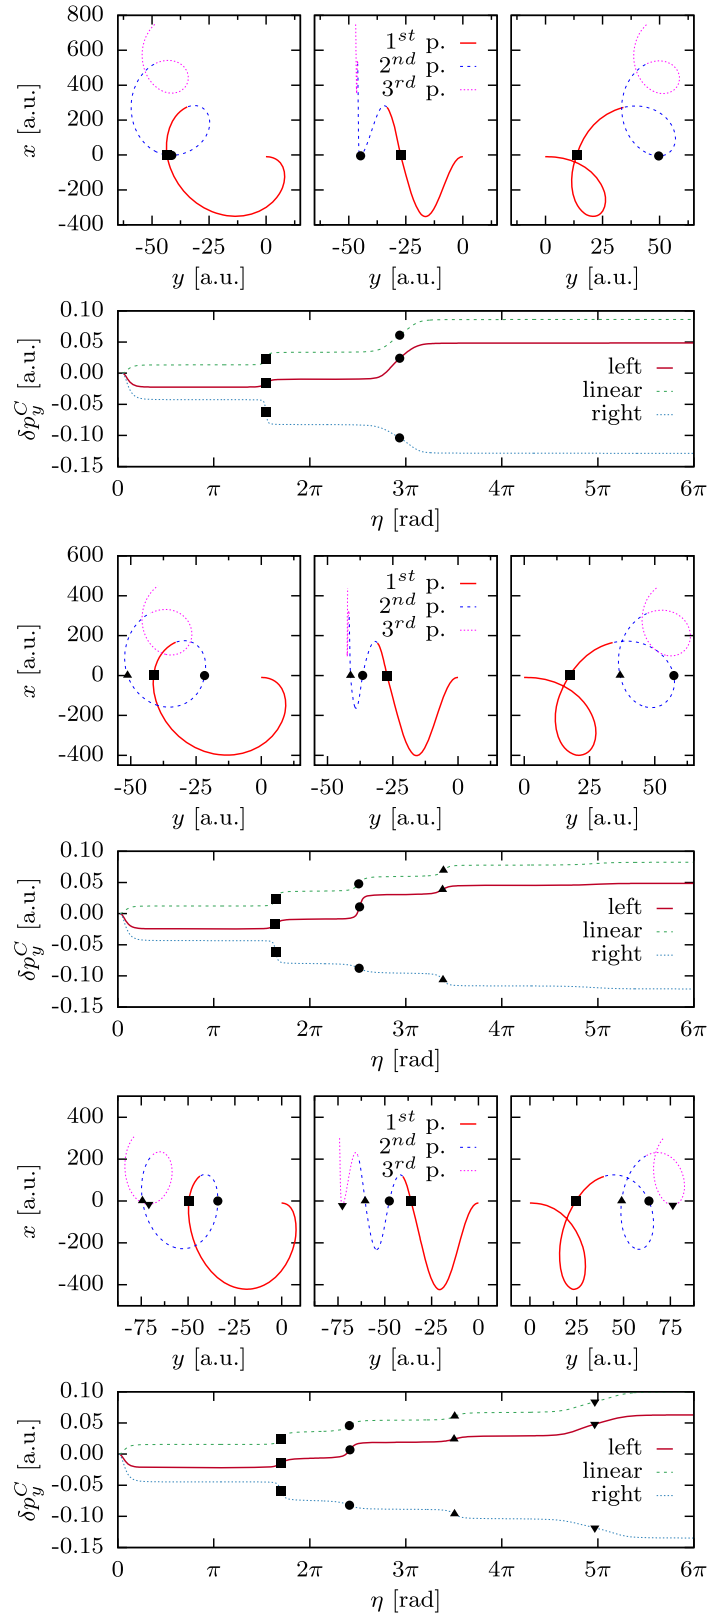 800
600
400
200
0
-200
-400
x [a.u.]
1st p.
2nd p.
3rd p.
-50 -25 0
-50 -25 0
0 25 50
y [a.u.] y [a.u.] y [a.u.]
0.10
0.05
0.00
-0.05
-0.10
-0.15
δp_y^C [a.u.]
left
linear
right
0 π 2π 3π 4π 5π 6π
η [rad]
600
400
200
0
-200
-400
x [a.u.]
1st p.
2nd p.
3rd p.
-50 -25 0
-50 -25 0
0 25 50
y [a.u.] y [a.u.] y [a.u.]
0.10
0.05
0.00
-0.05
-0.10
-0.15
δp_y^C [a.u.]
left
linear
right
0 π 2π 3π 4π 5π 6π
η [rad]
400
200
0
-200
-400
x [a.u.]
1st p.
2nd p.
3rd p.
-75 -50 -25 0
-75 -50 -25 0
0 25 50 75
y [a.u.] y [a.u.] y [a.u.]
0.10
0.05
0.00
-0.05
-0.10
-0.15
δp_y^C [a.u.]
left
linear
right
0 π 2π 3π 4π 5π 6π
η [rad]